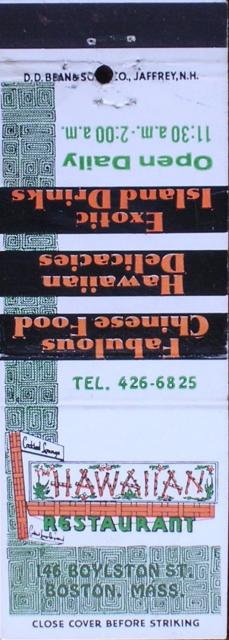 D.D. BEAN & SONS CO., JAFFREY, N.H.
Open Daily
11:30 a.m.-2:00 a.m.
Exotic
Island Drinks
Hawaiian
Delicacies
Fabulous
Chinese Food
TEL. 426-6825
Cocktail Lounge
HAWAIIAN
RESTAURANT
146 BOYLSTON ST.
BOSTON, MASS.
CLOSE COVER BEFORE STRIKING